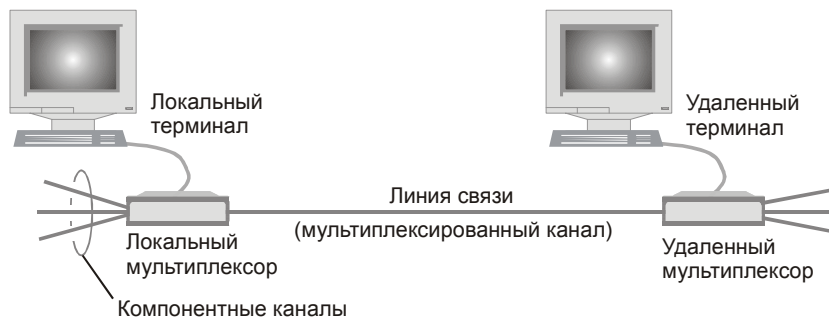 Локальный
терминал
Удаленный
терминал
Линия связи
(мультиплексированный канал)
Локальный
мультиплексор
Удаленный
мультиплексор
Компонентные каналы